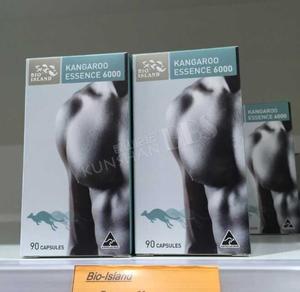 BIO
ISLAND
KANGAROO
ESSENCE 6000
90 CAPSULES
BIO
ISLAND
KANGAROO
ESSENCE 6000
90 CAPSULES
KANGAROO
ESSENCE 6000
KUNSHAN
Bio-Island